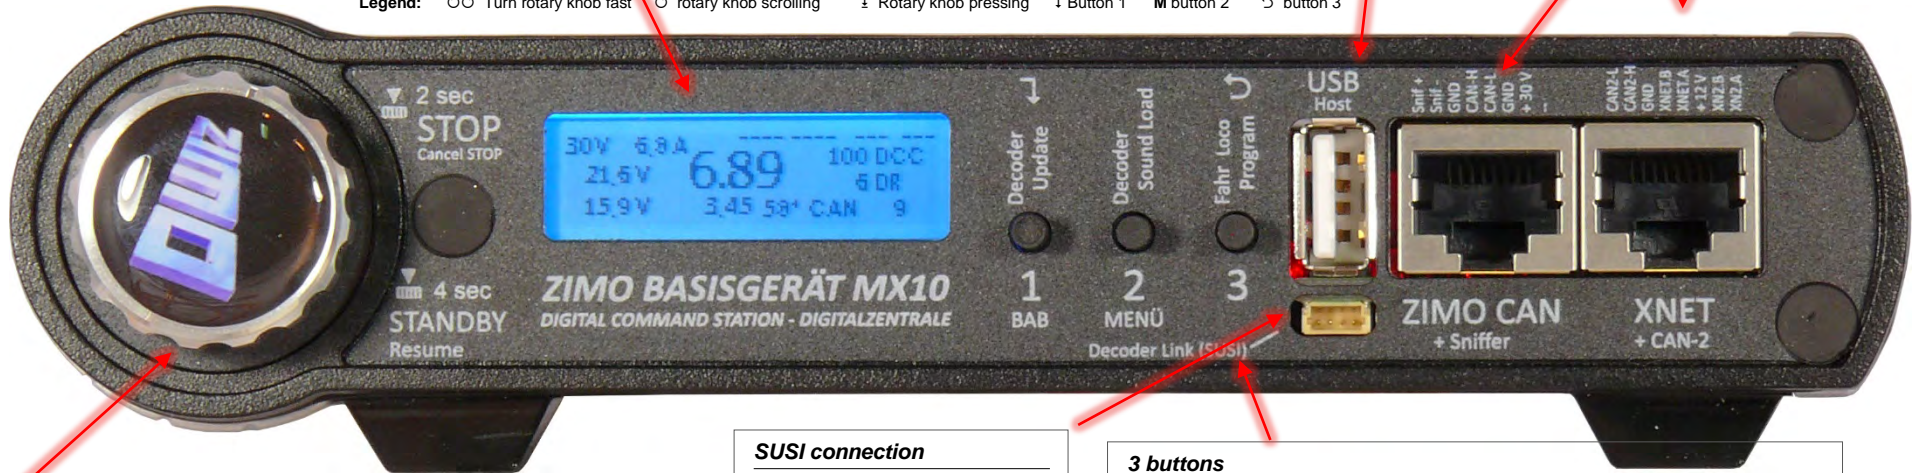 Legend: OO Turn rotary knob fast O rotary knob scrolling ↨ Rotary knob pressing ↴ Button 1 M button 2 ⮌ button 3
ZIMO
2 sec
STOP
Cancel STOP
4 sec
STANDBY
Resume
30V 6,8A ---- ---- --- ---
21,6V 6.89 100 DCC
6 DR
15,9V 3,45 58° CAN 9
ZIMO BASISGERÄT MX10
DIGITAL COMMAND STATION - DIGITALZENTRALE
Decoder
Update
1
BAB
Decoder
Sound Load
2
MENÜ
Fahr Loco
Program
3
USB
Host
Decoder Link (SUSI)
Snif +
Snif-
GND
CAN-H
CAN-L
GND
+ 30 V
-
ZIMO CAN
+ Sniffer
CAN2-L
CAN2-H
GND
XNET.B
XNET.A
+ 12 V
XN2.B
XN2.A
XNET
+ CAN-2
SUSI connection
3 buttons